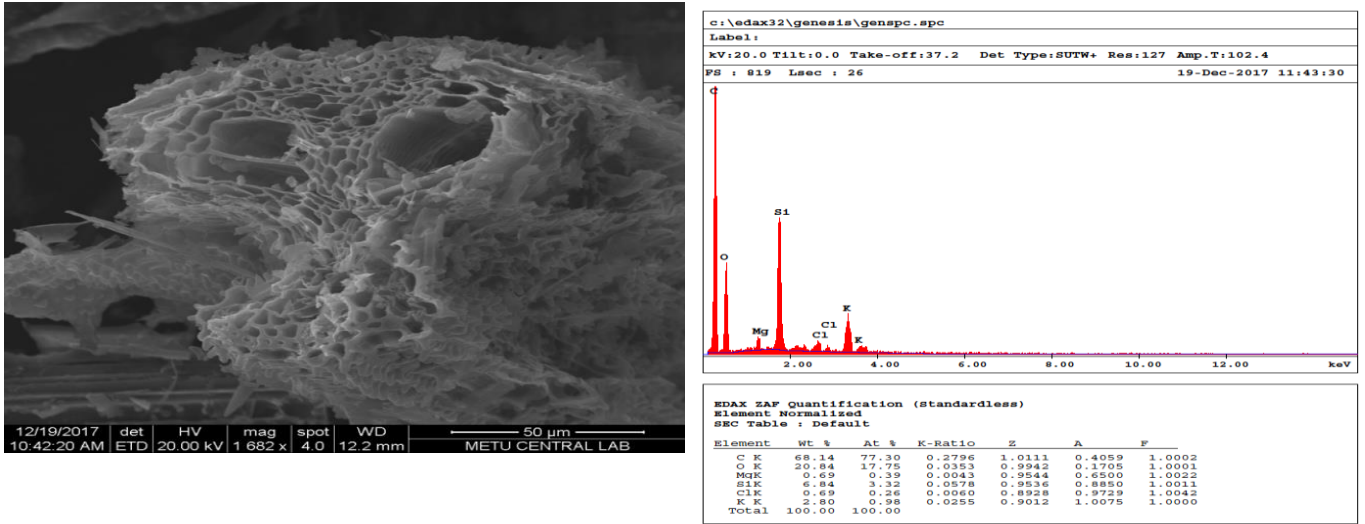 12/19/2017 det HV mag spot WD 50 µm
10:42:20 AM ETD 20.00 kV 1 682 x 4.0 12.2 mm METU CENTRAL LAB
c:\edax32\genesis\genspc.spc
Label:
kV:20.0 Tilt:0.0 Take-off:37.2 Det Type:SUTW+ Res:127 Amp.T:102.4
FS : 819 Lsec : 26 19-Dec-2017 11:43:30
C
Si
O
K
Cl
Mg
Cl
K
2.00 4.00 6.00 8.00 10.00 12.00 keV
EDAX ZAF Quantification (Standardless)
Element Normalized
SEC Table : Default
Element Wt % At % K-Ratio Z A F
C K 68.14 77.30 0.2796 1.0111 0.4059 1.0002
O K 20.84 17.75 0.0353 0.9942 0.1705 1.0001
MgK 0.69 0.39 0.0043 0.9544 0.6500 1.0022
SiK 6.84 3.32 0.0578 0.9536 0.8850 1.0011
ClK 0.69 0.26 0.0060 0.8928 0.9729 1.0042
K K 2.80 0.98 0.0255 0.9012 1.0075 1.0000
Total 100.00 100.00